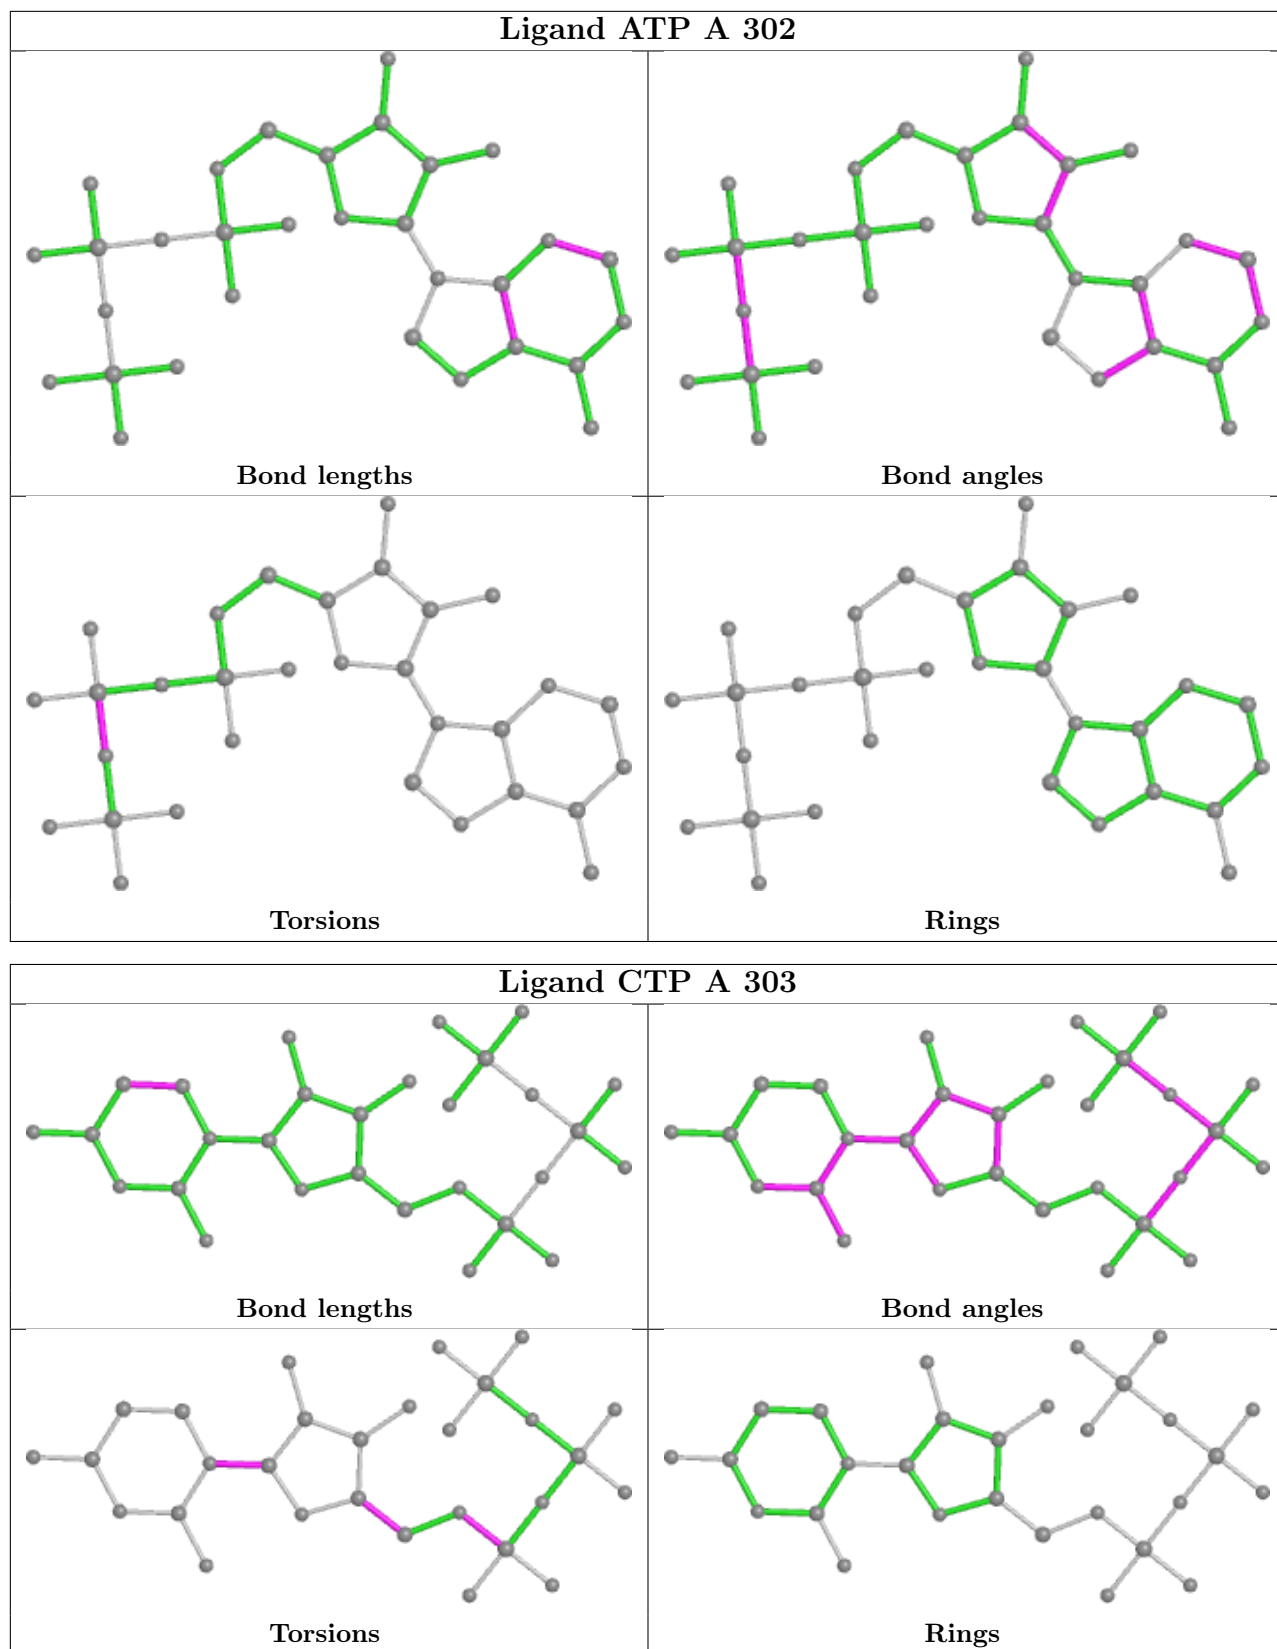 Ligand ATP A 302
Bond lengths
Bond angles
Torsions
Rings
Ligand CTP A 303
Bond lengths
Bond angles
Torsions
Rings